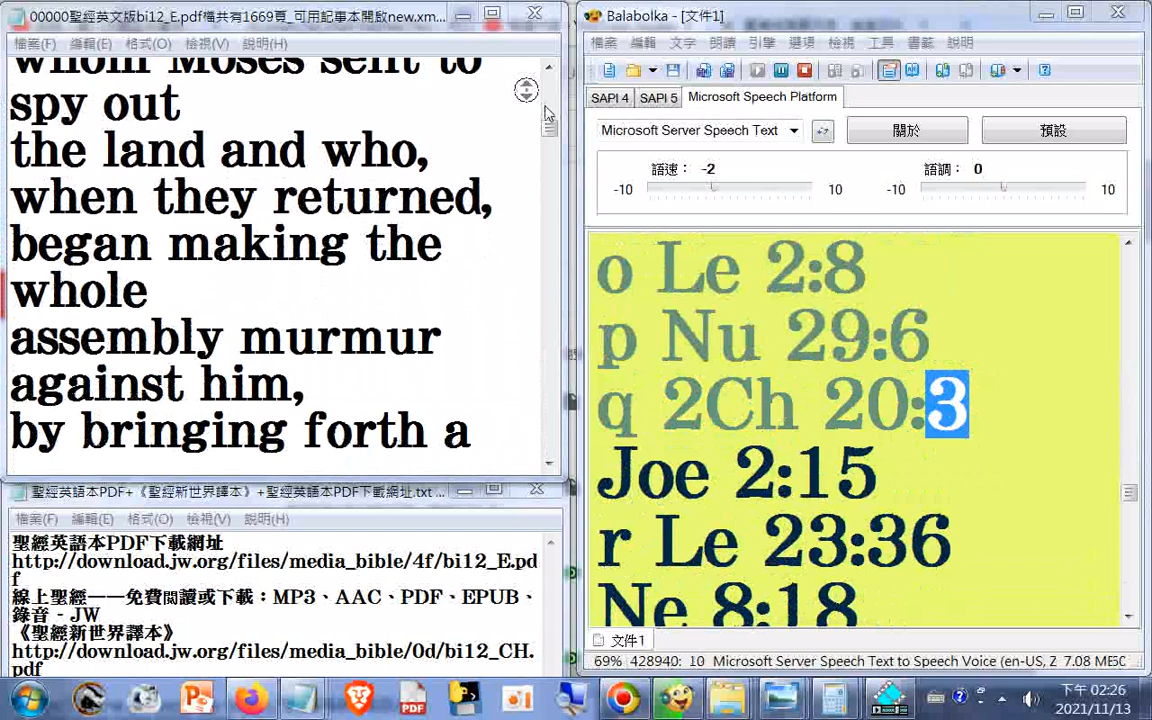 00000聖經英文版bi12_E.pdf檔共有1669頁_可用記事本開啟new.xm...
檔案(F) 編輯(E) 格式(O) 檢視(V) 說明(H)
whom Moses sent to
spy out
the land and who,
when they returned,
began making the
whole
assembly murmur
against him,
by bringing forth a
聖經英語本PDF+《聖經新世界譯本》+聖經英語本PDF下載網址.txt ...
檔案(F) 編輯(E) 格式(O) 檢視(V) 說明(H)
聖經英語本PDF下載網址
http://download.jw.org/files/media_bible/4f/bi12_E.pd
f
線上聖經——免費閱讀或下載：MP3、AAC、PDF、EPUB、
錄音 - JW
《聖經新世界譯本》
http://download.jw.org/files/media_bible/0d/bi12_CH.
pdf
Balabolka - [文件1]
檔案 編輯 文字 朗讀 引擎 選項 檢視 工具 書籤 說明
SAPI 4 SAPI 5 Microsoft Speech Platform
Microsoft Server Speech Text 關於 預設
語速： -2 語調： 0
-10 10 -10 10
o Le 2:8
p Nu 29:6
q 2Ch 20:3
Joe 2:15
r Le 23:36
Ne 8:18
文件1
69% 428940: 10 Microsoft Server Speech Text to Speech Voice (en-US, Z 7.08 ME50
下午 02:26
2021/11/13